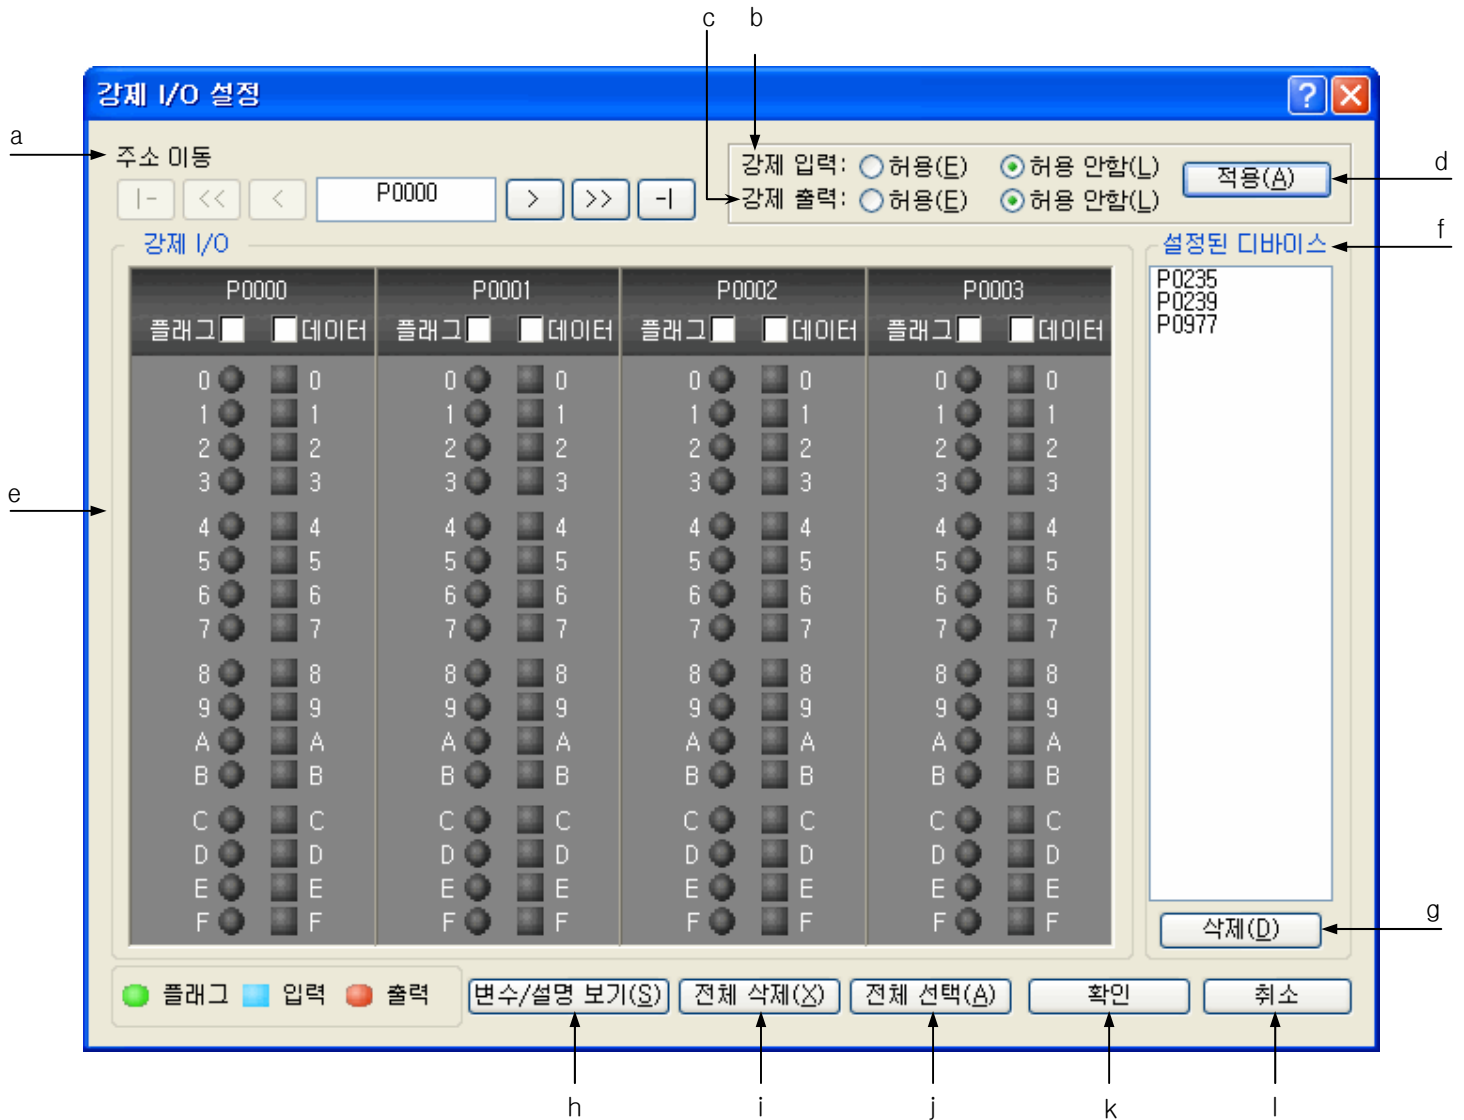 c b
강제 I/O 설정
a
주소 이동
|- << < P0000 > >> -|
강제 입력: 허용(E) 허용 안함(L)
강제 출력: 허용(E) 허용 안함(L)
적용(A)
d
강제 I/O
설정된 디바이스
f
P0000 P0001 P0002 P0003
플래그 데이터 플래그 데이터 플래그 데이터 플래그 데이터
P0235
P0239
P0977
0 0 0 0 0 0 0 0
1 1 1 1 1 1 1 1
2 2 2 2 2 2 2 2
3 3 3 3 3 3 3 3
e
4 4 4 4 4 4 4 4
5 5 5 5 5 5 5 5
6 6 6 6 6 6 6 6
7 7 7 7 7 7 7 7
8 8 8 8 8 8 8 8
9 9 9 9 9 9 9 9
A A A A A A A A
B B B B B B B B
C C C C C C C C
D D D D D D D D
E E E E E E E E
F F F F F F F F
삭제(D)
g
플래그 입력 출력
변수/설명 보기(S) 전체 삭제(X) 전체 선택(A) 확인 취소
h i j k l